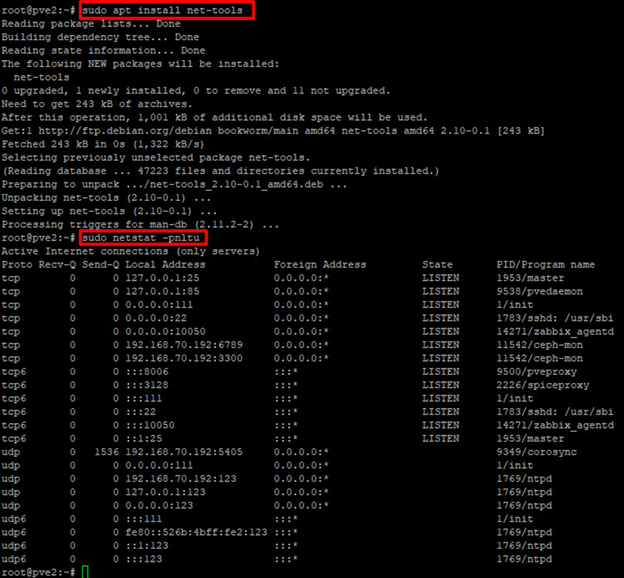 root@pve2:~# sudo apt install net-tools
Reading package lists... Done
Building dependency tree... Done
Reading state information... Done
The following NEW packages will be installed:
  net-tools
0 upgraded, 1 newly installed, 0 to remove and 11 not upgraded.
Need to get 243 kB of archives.
After this operation, 1,001 kB of additional disk space will be used.
Get:1 http://ftp.debian.org/debian bookworm/main amd64 net-tools amd64 2.10-0.1 [243 kB]
Fetched 243 kB in 0s (1,322 kB/s)
Selecting previously unselected package net-tools.
(Reading database ... 47223 files and directories currently installed.)
Preparing to unpack .../net-tools_2.10-0.1_amd64.deb ...
Unpacking net-tools (2.10-0.1) ...
Setting up net-tools (2.10-0.1) ...
Processing triggers for man-db (2.11.2-2) ...
root@pve2:~# sudo netstat -pnltu
Active Internet connections (only servers)
Proto Recv-Q Send-Q Local Address           Foreign Address         State       PID/Program name
tcp        0      0 127.0.0.1:25            0.0.0.0:*               LISTEN      1953/master
tcp        0      0 127.0.0.1:85            0.0.0.0:*               LISTEN      9538/pvedaemon
tcp        0      0 0.0.0.0:111             0.0.0.0:*               LISTEN      1/init
tcp        0      0 0.0.0.0:22              0.0.0.0:*               LISTEN      1783/sshd: /usr/sbi
tcp        0      0 0.0.0.0:10050           0.0.0.0:*               LISTEN      14271/zabbix_agentd
tcp        0      0 192.168.70.192:6789     0.0.0.0:*               LISTEN      11542/ceph-mon
tcp        0      0 192.168.70.192:3300     0.0.0.0:*               LISTEN      11542/ceph-mon
tcp6       0      0 :::8006                 :::*                    LISTEN      9500/pveproxy
tcp6       0      0 :::3128                 :::*                    LISTEN      2226/spiceproxy
tcp6       0      0 :::111                  :::*                    LISTEN      1/init
tcp6       0      0 :::22                   :::*                    LISTEN      1783/sshd: /usr/sbi
tcp6       0      0 :::10050                :::*                    LISTEN      14271/zabbix_agentd
tcp6       0      0 ::1:25                  :::*                    LISTEN      1953/master
udp        0   1536 192.168.70.192:5405     0.0.0.0:*                           9349/corosync
udp        0      0 0.0.0.0:111             0.0.0.0:*                           1/init
udp        0      0 192.168.70.192:123      0.0.0.0:*                           1769/ntpd
udp        0      0 127.0.0.1:123           0.0.0.0:*                           1769/ntpd
udp        0      0 0.0.0.0:123             0.0.0.0:*                           1769/ntpd
udp6       0      0 :::111                  :::*                                1/init
udp6       0      0 fe80::526b:4bff:fe2:123 :::*                                1769/ntpd
udp6       0      0 ::1:123                 :::*                                1769/ntpd
udp6       0      0 :::123                  :::*                                1769/ntpd
root@pve2:~#